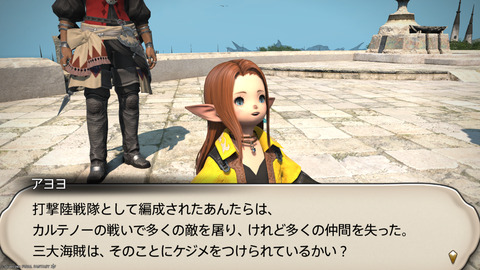 アヨヨ
打撃陸戦隊として編成されたあんたらは、
カルテノーの戦いで多くの敵を屠り、けれど多くの仲間を失った。
三大海賊は、そのことにケジメをつけられているかい？